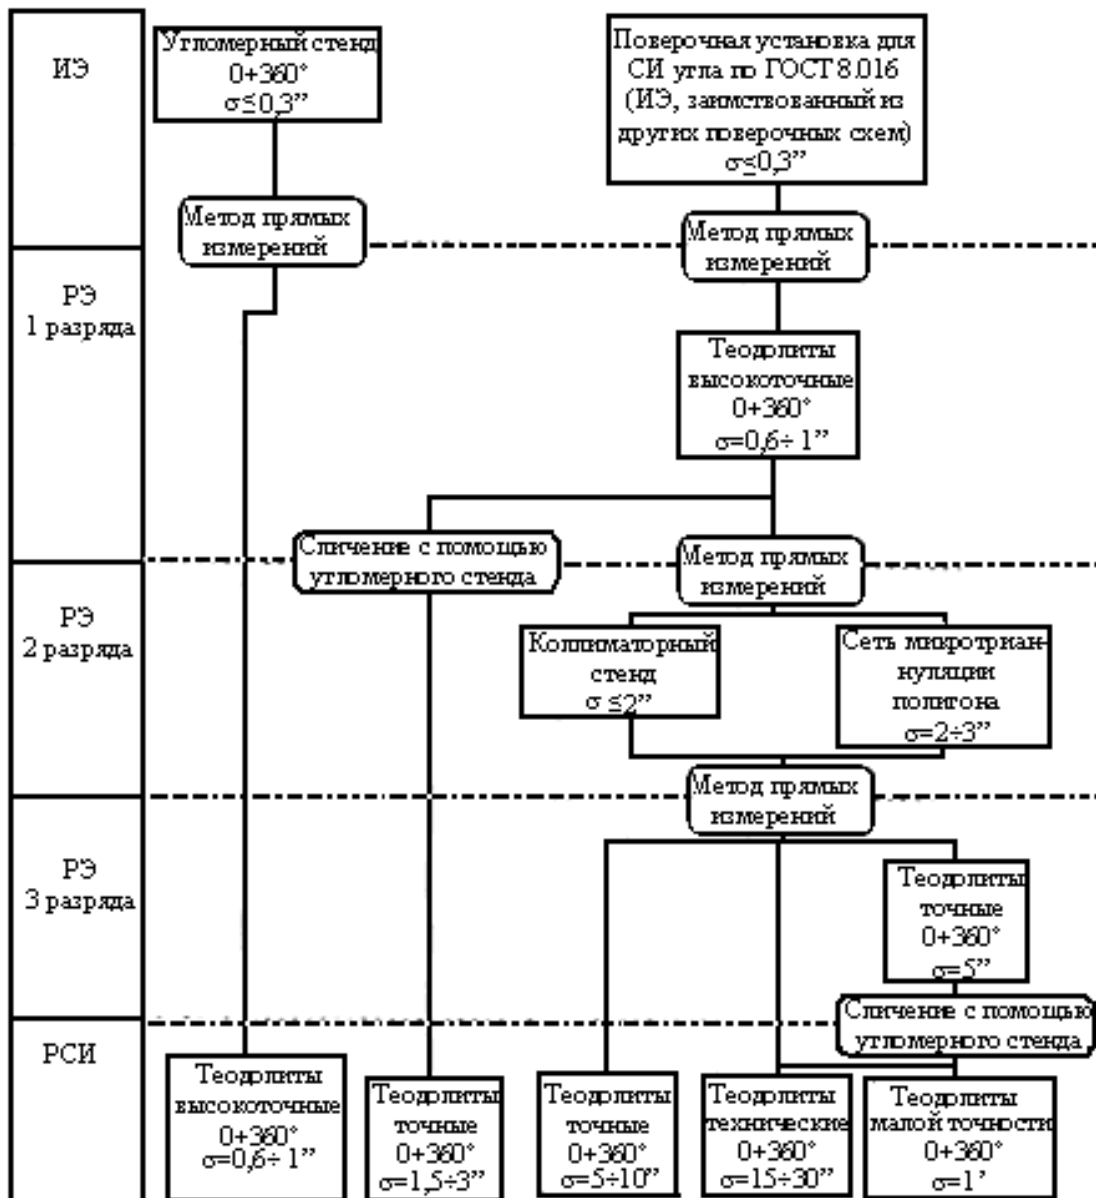 ИЭ
Угломерный стенд
0+360°
σ≤0,3”
Поверочная установка для
СИ угла по ГОСТ 8.016
(ИЭ, заимствованный из
других поверочных схем)
σ≤0,3”
Метод прямых
измерений
Метод прямых
измерений
РЭ
1 разряда
Теодолиты
высокоточные
0+360°
σ=0,6÷1”
Сличение с помощью
угломерного стенда
Метод прямых
измерений
РЭ
2 разряда
Коллиматорный
стенд
σ ≤2”
Сеть микротриан-
нуляции
полигона
σ=2÷3”
Метод прямых
измерений
РЭ
3 разряда
Теодолиты
точные
0+360°
σ=5”
Сличение с помощью
угломерного стенда
РСИ
Теодолиты
высокоточные
0+360°
σ=0,6÷1”
Теодолиты
точные
0+360°
σ=1,5÷3”
Теодолиты
точные
0+360°
σ=5÷10”
Теодолиты
технические
0+360°
σ=15÷30”
Теодолиты
малой точности
0+360°
σ=1’